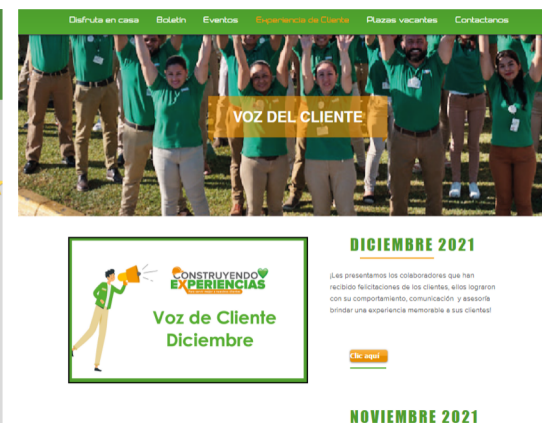 Disfruta en casa Boletín Eventos Experiencia de Cliente Plazas vacantes Contactanos
VOZ DEL CLIENTE
CONSTRUYENDO
EXPERIENCIAS
Voz de Cliente
Diciembre
DICIEMBRE 2021
¡Les presentamos los colaboradores que han
recibido felicitaciones de los clientes, ellos lograron
con su comportamiento, comunicación y asesoría
brindar una experiencia memorable a sus clientas!
Clic aquí
NOVIEMBRE 2021